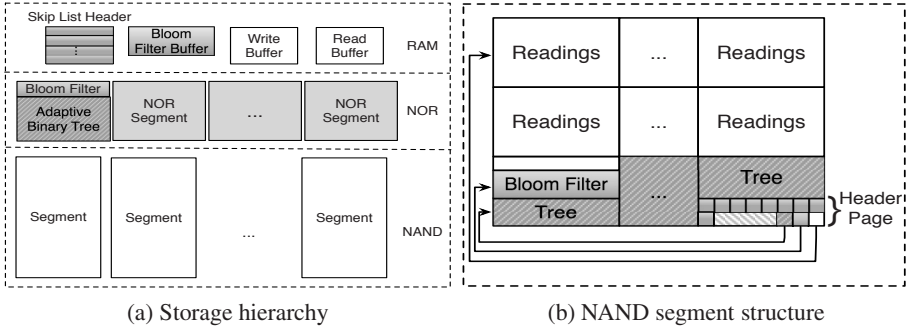 Skip List Header
⋮
Bloom
Filter Buffer
Write
Buffer
Read
Buffer
RAM
Bloom Filter
Adaptive
Binary Tree
NOR
Segment
...
NOR
Segment
NOR
Segment
Segment
...
Segment
NAND
(a) Storage hierarchy
Readings
...
Readings
Readings
...
Readings
Bloom Filter
Tree
...
Tree
Header
Page
(b) NAND segment structure